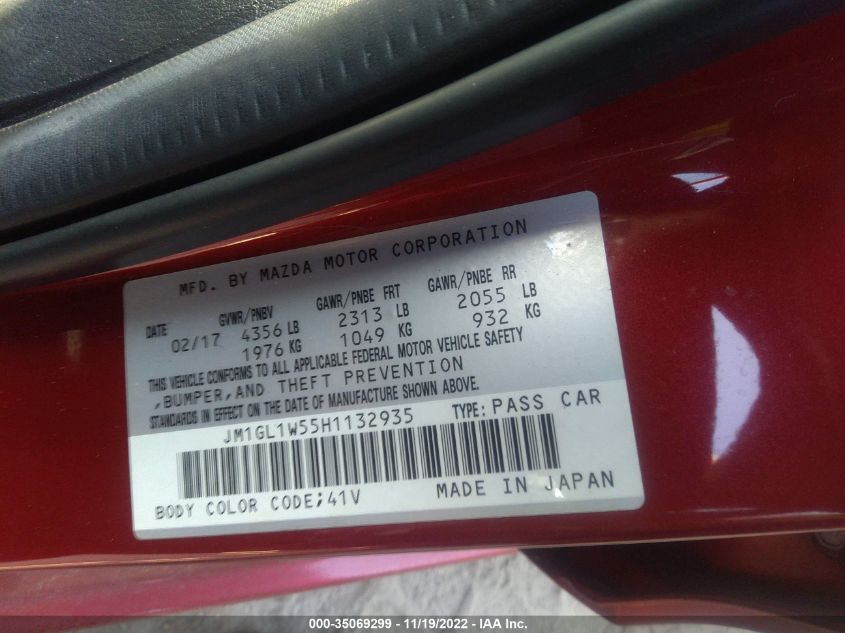 MFD. BY MAZDA MOTOR CORPORATION
DATE GVWR/PNBV GAWR/PNBE FRT GAWR/PNBE RR
02/17 4356 LB 2313 LB 2055 LB
1976 KG 1049 KG 932 KG
THIS VEHICLE CONFORMS TO ALL APPLICABLE FEDERAL MOTOR VEHICLE SAFETY
,BUMPER,AND THEFT PREVENTION
STANDARDS IN EFFECT ON THE DATE OF MANUFACTURE SHOWN ABOVE.
JM1GL1W55H1132935 TYPE: PASS CAR
BODY COLOR CODE;41V MADE IN JAPAN
000-35069299 - 11/19/2022 - IAA Inc.